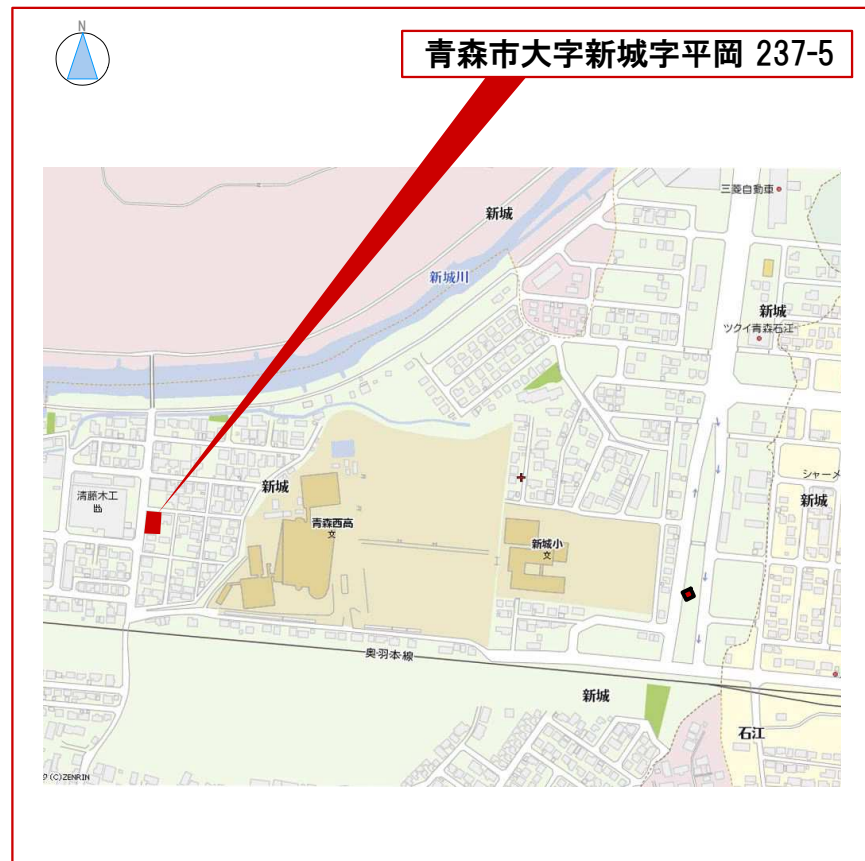 N
青森市大字新城字平岡 237-5
三菱自動車
新城
新城川
新城
ツクイ青森石江
シャーメ
清藤木工
新城
新城
青森西高
文
新城小
文
奥羽本線
新城
石江
(C)ZENRIN